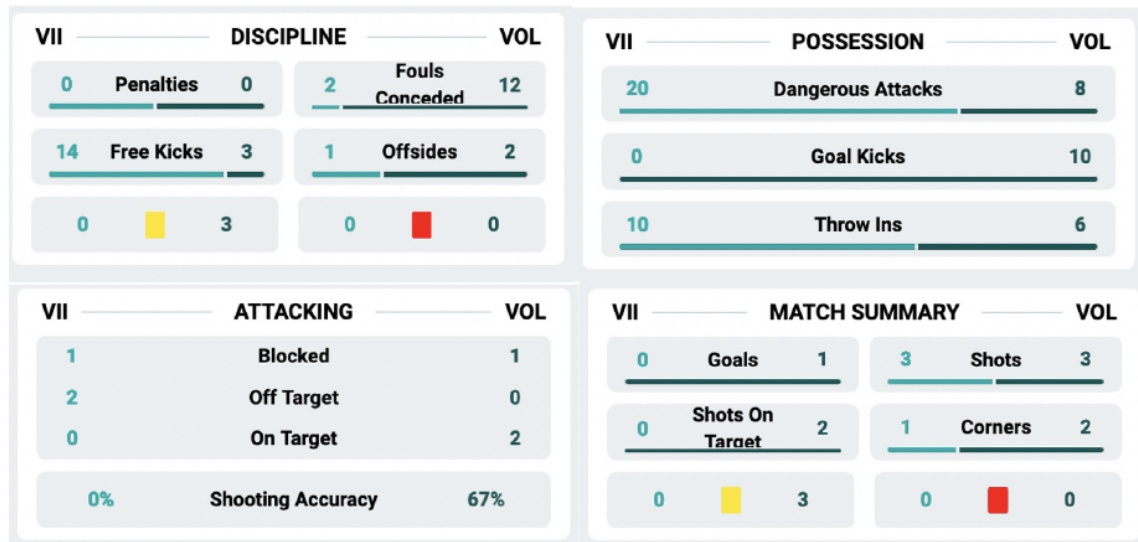 VII DISCIPLINE VOL
0 Penalties 0
2 Fouls Conceded 12
14 Free Kicks 3
1 Offsides 2
0 3
0 0
VII POSSESSION VOL
20 Dangerous Attacks 8
0 Goal Kicks 10
10 Throw Ins 6
VII ATTACKING VOL
1 Blocked 1
2 Off Target 0
0 On Target 2
0% Shooting Accuracy 67%
VII MATCH SUMMARY VOL
0 Goals 1
3 Shots 3
0 Shots On Target 2
1 Corners 2
0 3
0 0